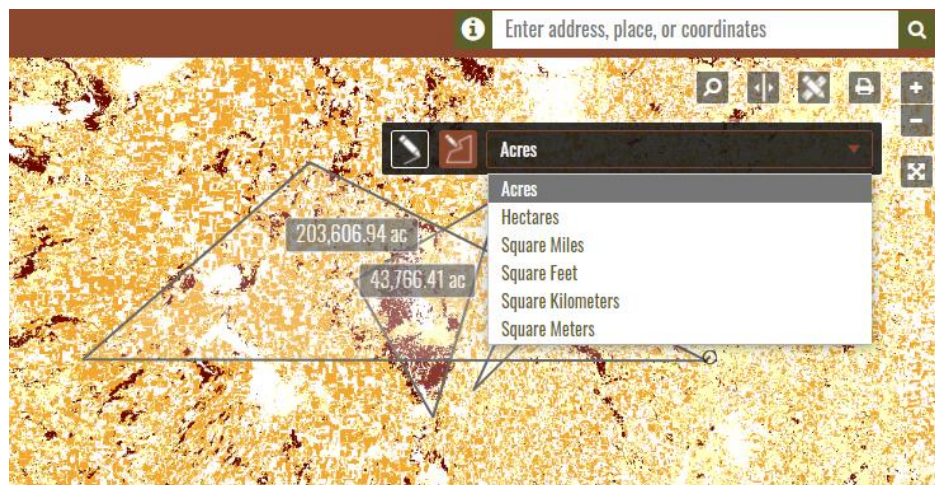 Enter address, place, or coordinates
Acres
Acres
Hectares
Square Miles
Square Feet
Square Kilometers
Square Meters
203,606.94 ac
43,766.41 ac